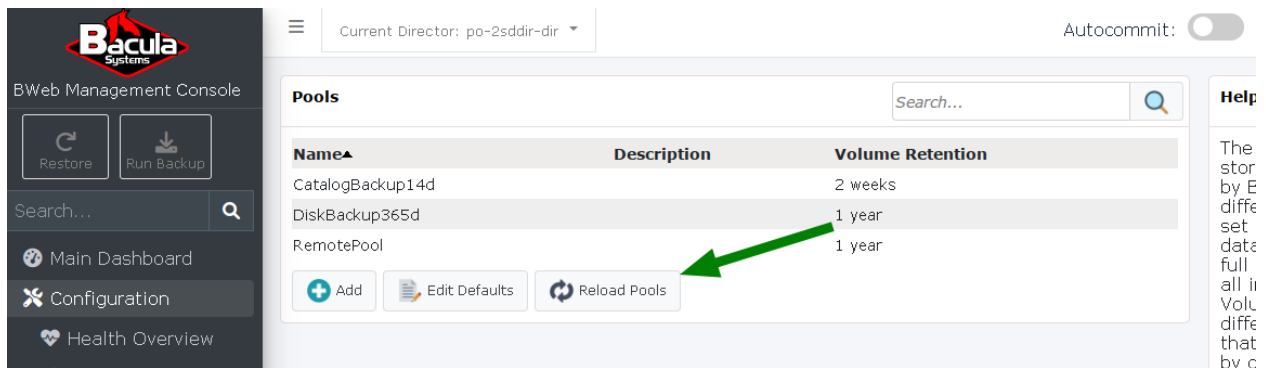 Bacula
Systems
BWeb Management Console
Restore
Run Backup
Search...
Main Dashboard
Configuration
Health Overview
Current Director: po-2sddir-dir
Autocommit:
Pools
Search...
Name Description Volume Retention
CatalogBackup14d 2 weeks
DiskBackup365d 1 year
RemotePool 1 year
Add Edit Defaults Reload Pools
Help
The
stor
by B
diffe
set
data
full
all i
Volu
diffe
that
by